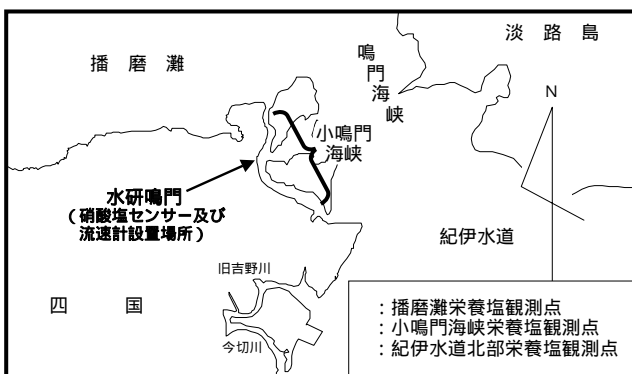 淡 路 島
播 磨 灘
鳴門海峡
N
小鳴門
海峡
水研鳴門
(硝酸塩センサー及び
流速計設置場所)
紀伊水道
旧吉野川
四 国
今切川
:播磨灘栄養塩観測点
:小鳴門海峡栄養塩観測点
:紀伊水道北部栄養塩観測点